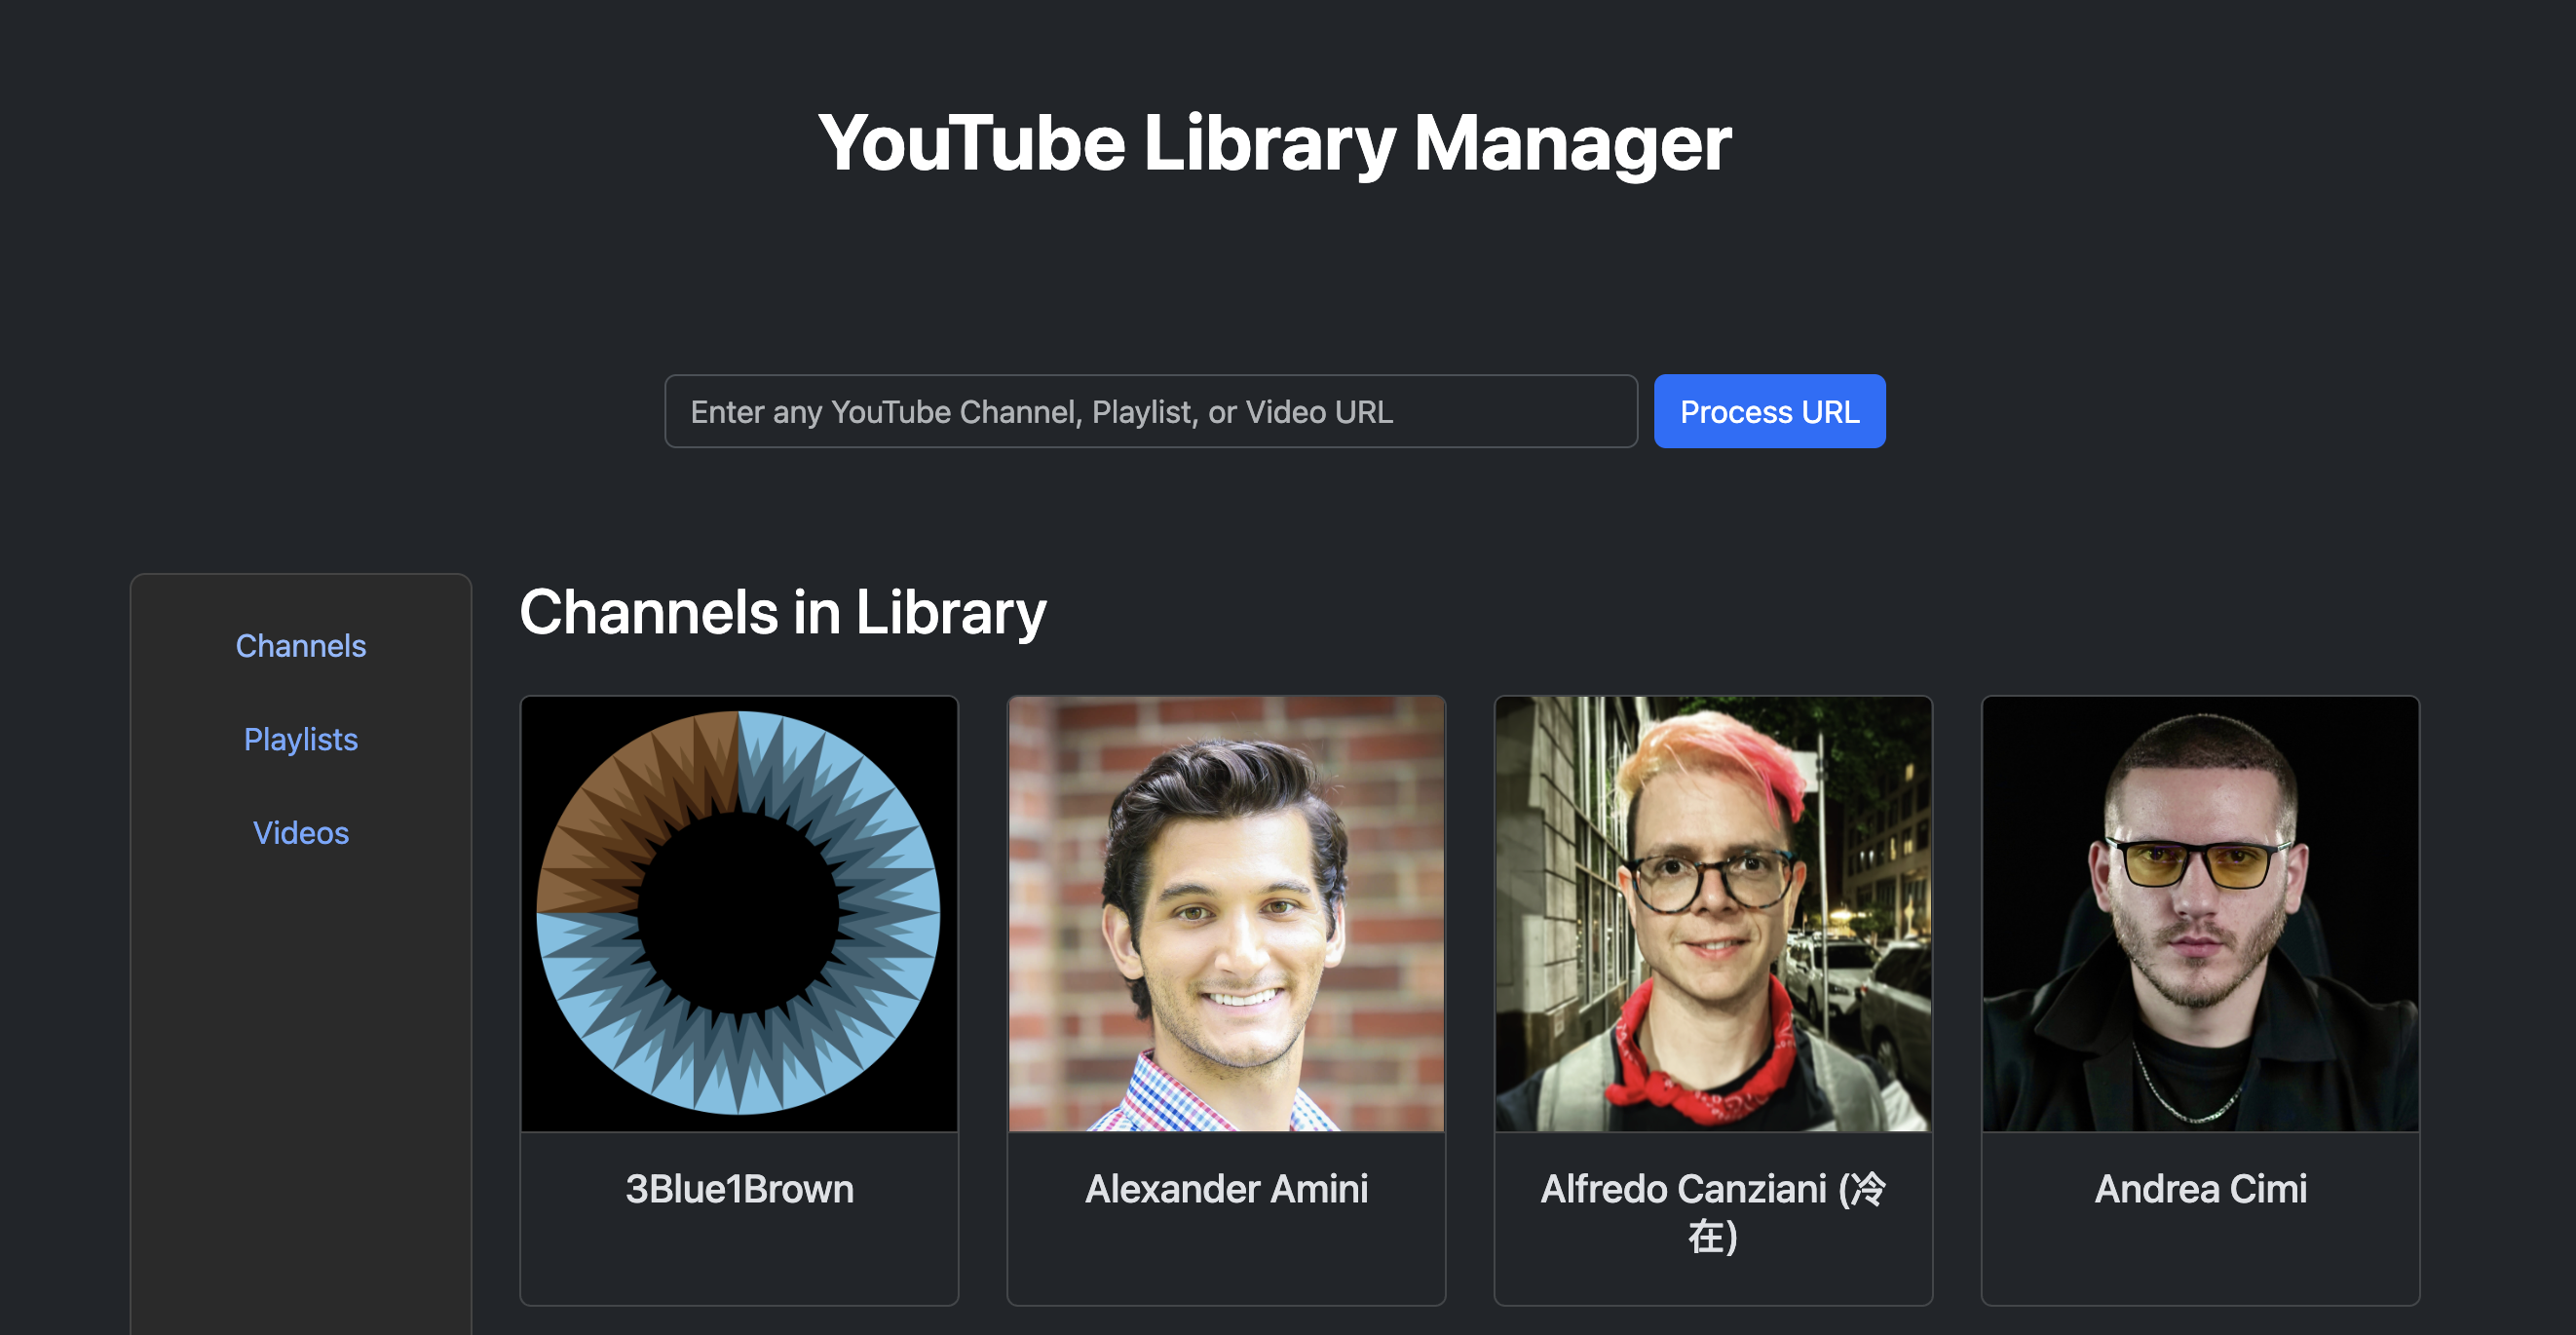 YouTube Library Manager
Enter any YouTube Channel, Playlist, or Video URL
Process URL
Channels
Playlists
Videos
Channels in Library
3Blue1Brown
Alexander Amini
Alfredo Canziani (冷
在)
Andrea Cimi